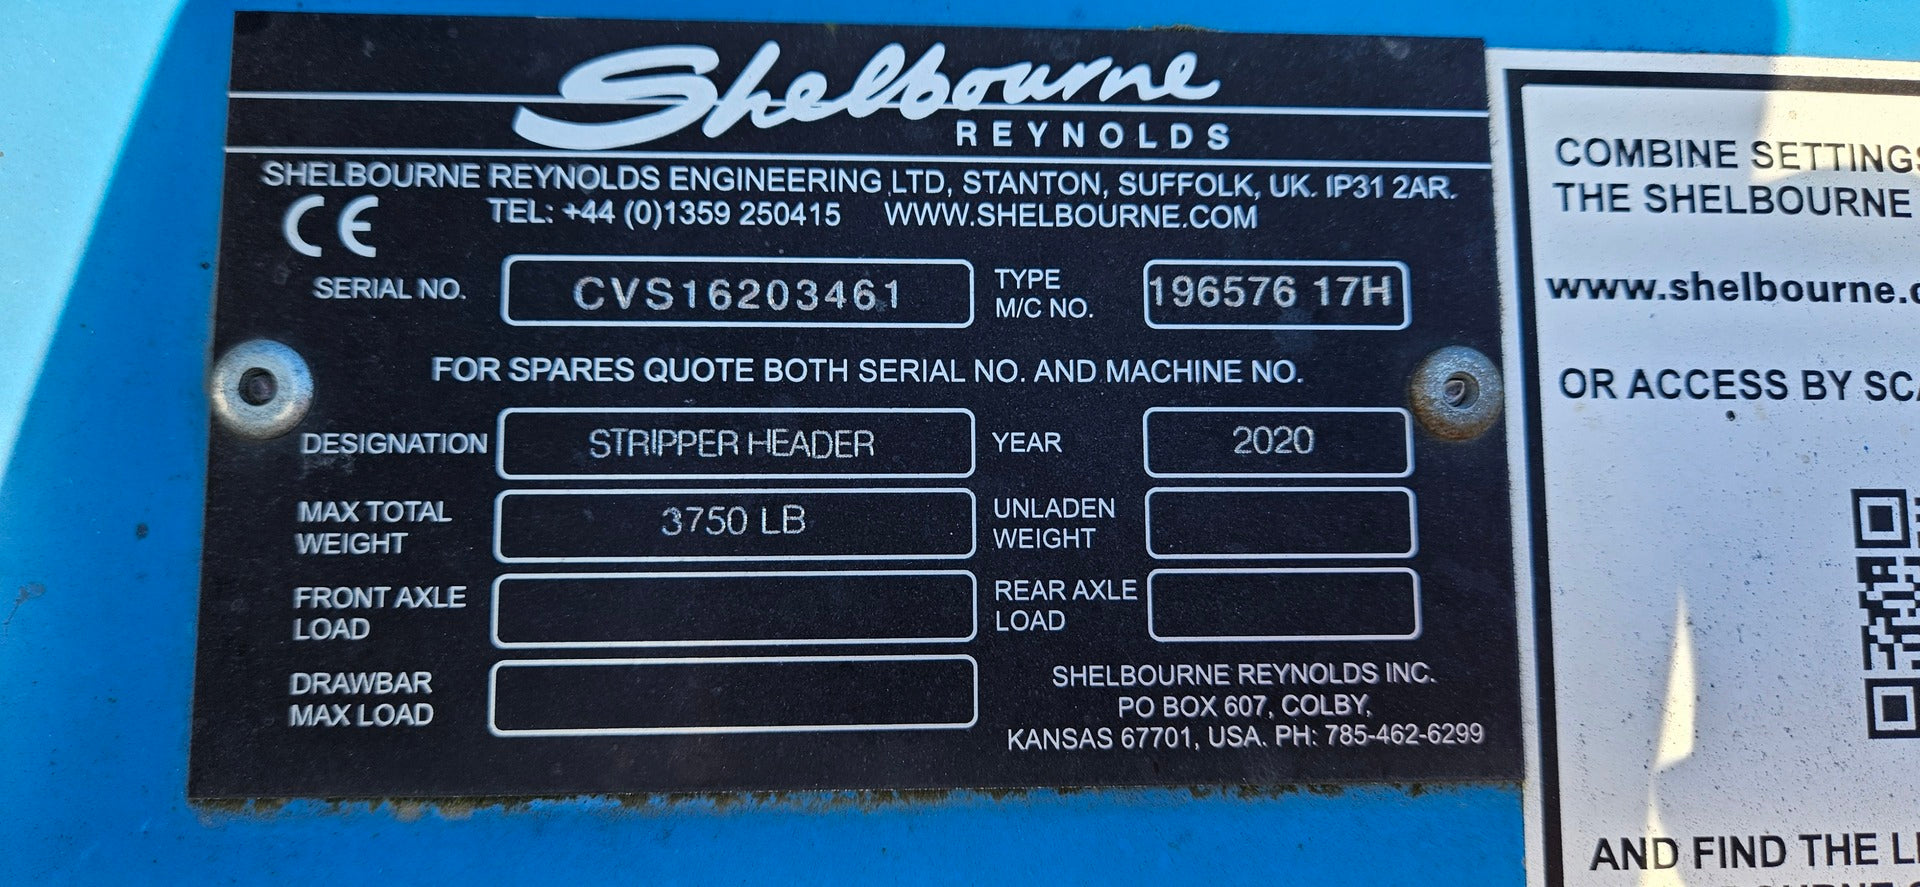 Shelbourne
REYNOLDS
SHELBOURNE REYNOLDS ENGINEERING LTD, STANTON, SUFFOLK, UK. IP31 2AR.
CE
TEL: +44 (0)1359 250415 WWW.SHELBOURNE.COM
SERIAL NO. CVS16203461 TYPE M/C NO. 196576 17H
FOR SPARES QUOTE BOTH SERIAL NO. AND MACHINE NO.
DESIGNATION STRIPPER HEADER YEAR 2020
MAX TOTAL WEIGHT 3750 LB UNLADEN WEIGHT
FRONT AXLE LOAD REAR AXLE LOAD
DRAWBAR MAX LOAD
SHELBOURNE REYNOLDS INC.
PO BOX 607, COLBY,
KANSAS 67701, USA. PH: 785-462-6299
COMBINE SETTINGS
THE SHELBOURNE
www.shelbourne.
OR ACCESS BY
AND FIND THE